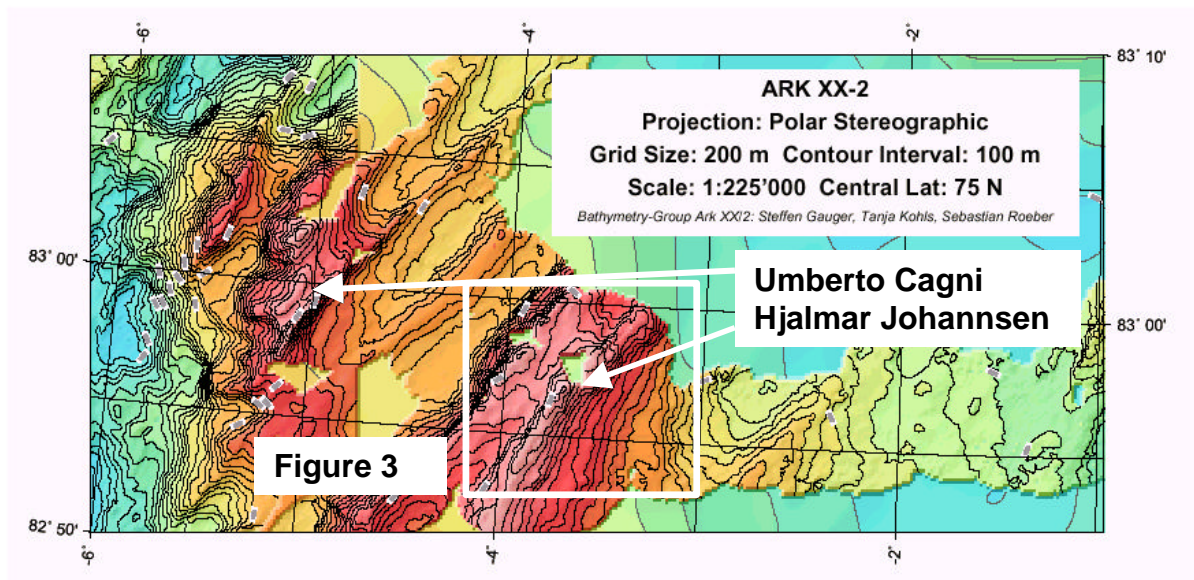 -6°
-4°
-2°
83° 10'
ARK XX-2
Projection: Polar Stereographic
Grid Size: 200 m Contour Interval: 100 m
Scale: 1:225'000 Central Lat: 75 N
Bathymetry-Group Ark XX/2: Steffen Gauger, Tanja Kohls, Sebastian Roeber
83° 00'
Umberto Cagni
Hjalmar Johannsen
83° 00'
Figure 3
82° 50'
-6°
-4°
-2°